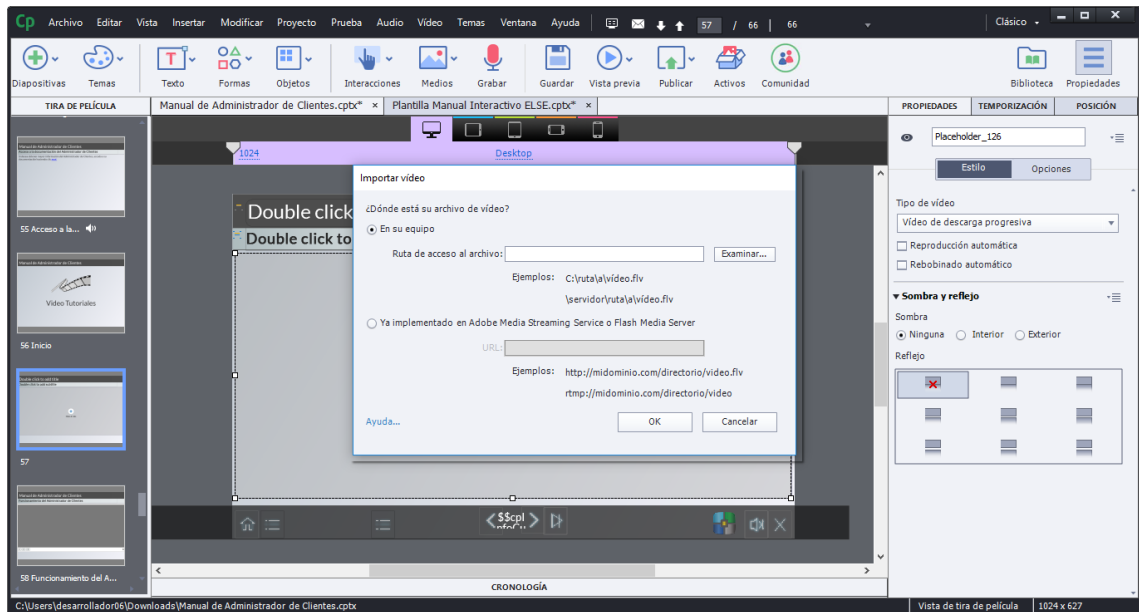 Cp Archivo Editar Vista Insertar Modificar Proyecto Prueba Audio Vídeo Temas Ventana Ayuda 57 / 66 66 Clásico
Diapositivas Temas Texto Formas Objetos Interacciones Medios Grabar Guardar Vista previa Publicar Activos Comunidad Biblioteca Propiedades
TIRA DE PELÍCULA
Manual de Administrador de Clientes.cptx* × Plantilla Manual Interactivo ELSE.cptx* ×
PROPIEDADES TEMPORIZACIÓN POSICIÓN
55 Acceso a la...
Video Tutoriales
56 Inicio
Double click to add title
57
58 Funcionamiento del A...
1024 Desktop
Double click
Double click to
Importar vídeo
¿Dónde está su archivo de vídeo?
En su equipo
Ruta de acceso al archivo: Examinar...
Ejemplos: C:\ruta\a\vídeo.flv
\servidor\ruta\a\vídeo.flv
Ya implementado en Adobe Media Streaming Service o Flash Media Server
URL:
Ejemplos: http://midominio.com/directorio/video.flv
rtmp://midominio.com/directorio/video
Ayuda... OK Cancelar
$$cpI
CRONOLOGÍA
Placeholder_126
Estilo Opciones
Tipo de vídeo
Vídeo de descarga progresiva
Reproducción automática
Rebobinado automático
Sombra y reflejo
Sombra
Ninguna Interior Exterior
Reflejo
C:\Users\desarrollador06\Downloads\Manual de Administrador de Clientes.cptx
Vista de tira de película 1024 x 627